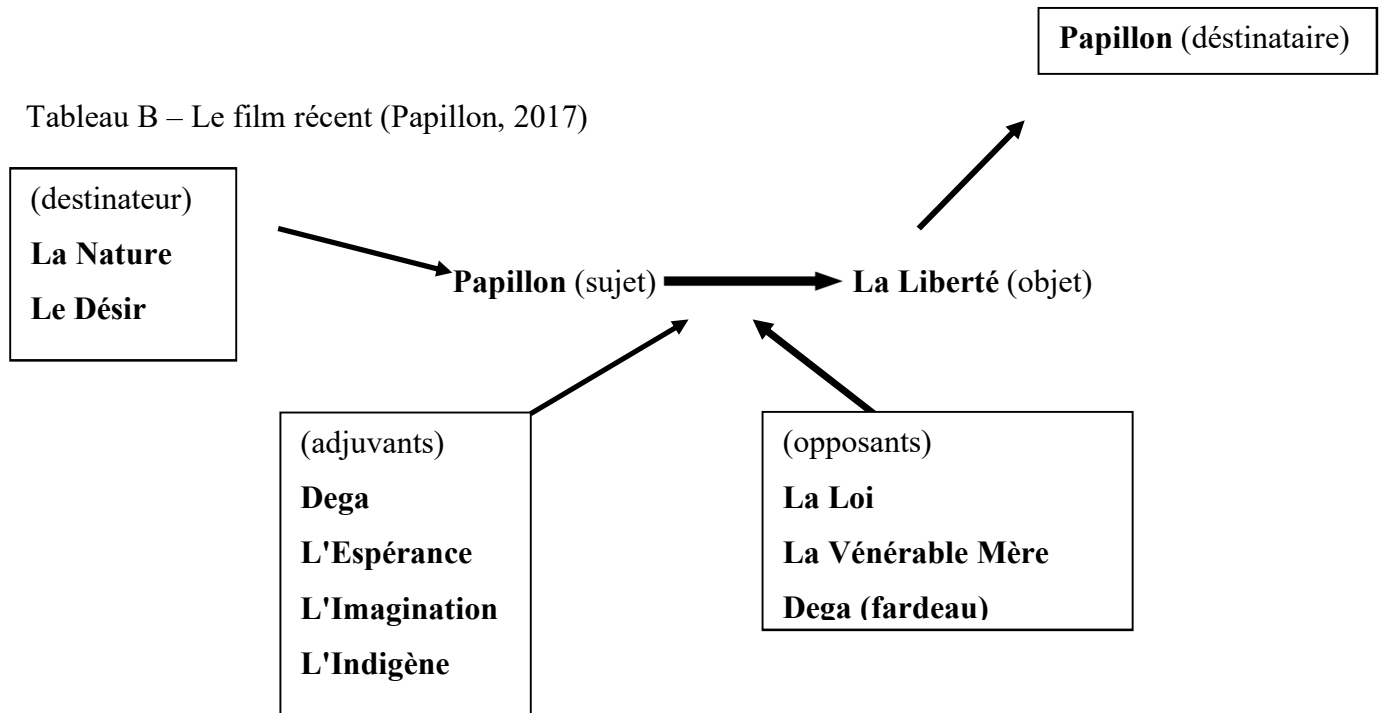 Papillon (déstinataire)
Tableau B – Le film récent (Papillon, 2017)
(destinateur)
La Nature
Le Désir
Papillon (sujet)
La Liberté (objet)
(adjuvants)
Dega
L'Espérance
L'Imagination
L'Indigène
(opposants)
La Loi
La Vénérable Mère
Dega (fardeau)